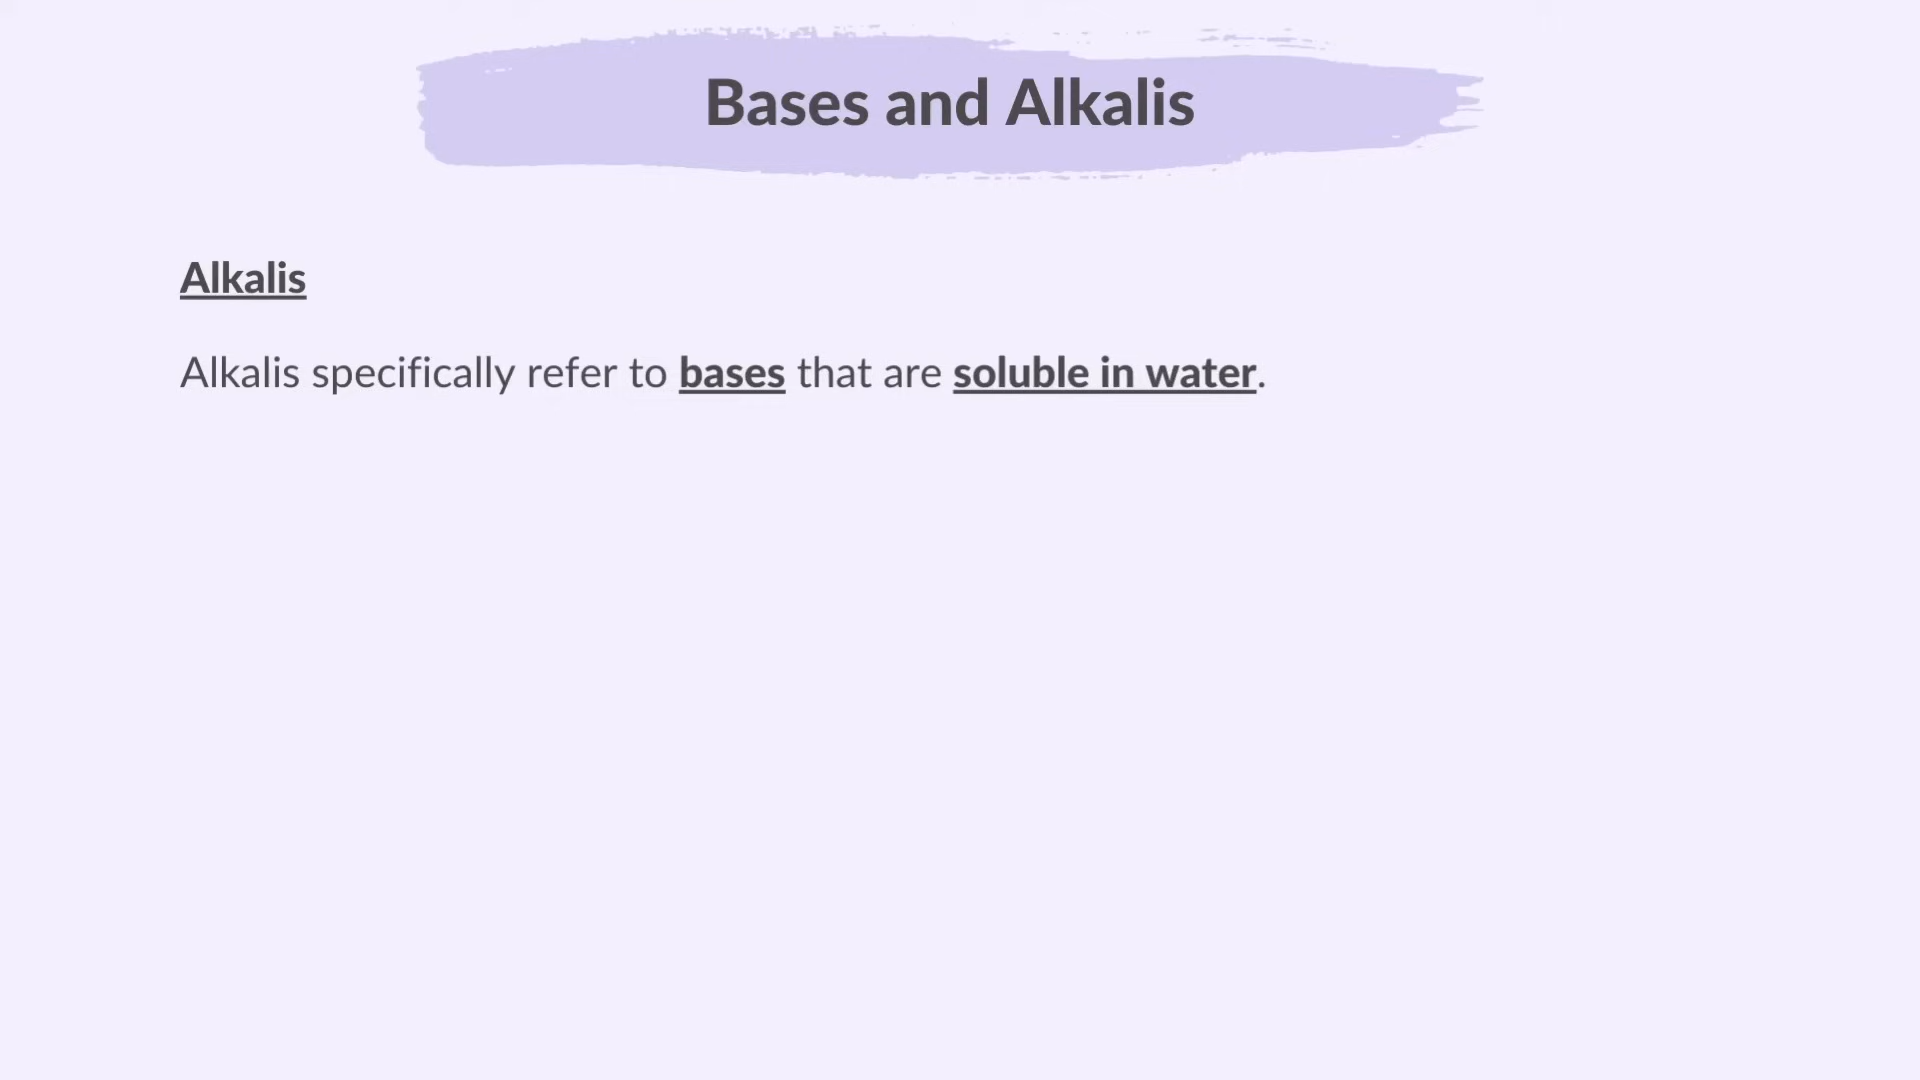 Bases and Alkalis
Alkalis
Alkalis specifically refer to bases that are soluble in water.